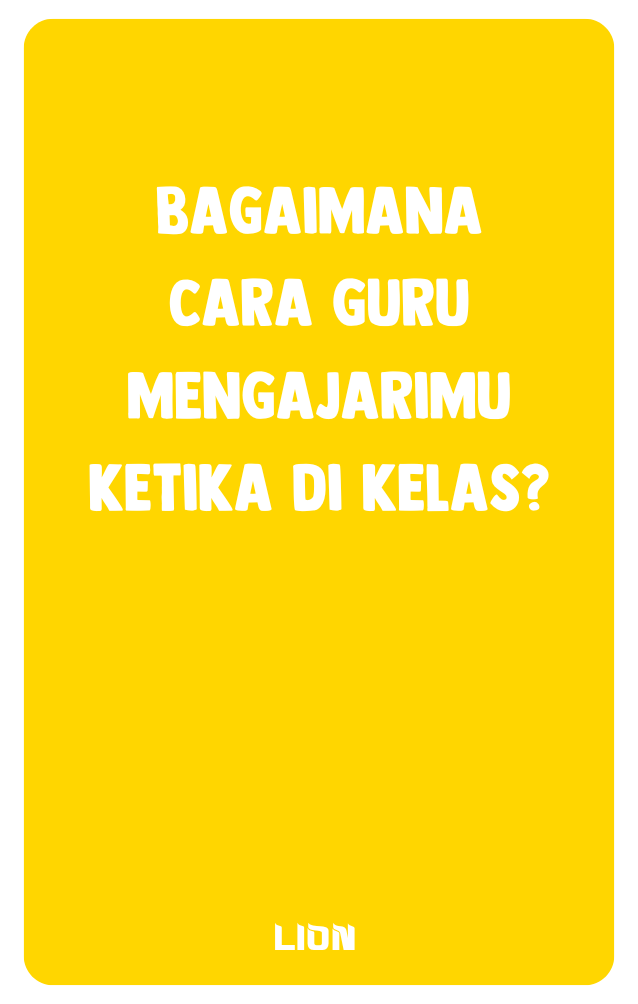 BAGAIMANA
CARA GURU
MENGAJARIMU
KETIKA DI KELAS?
LION